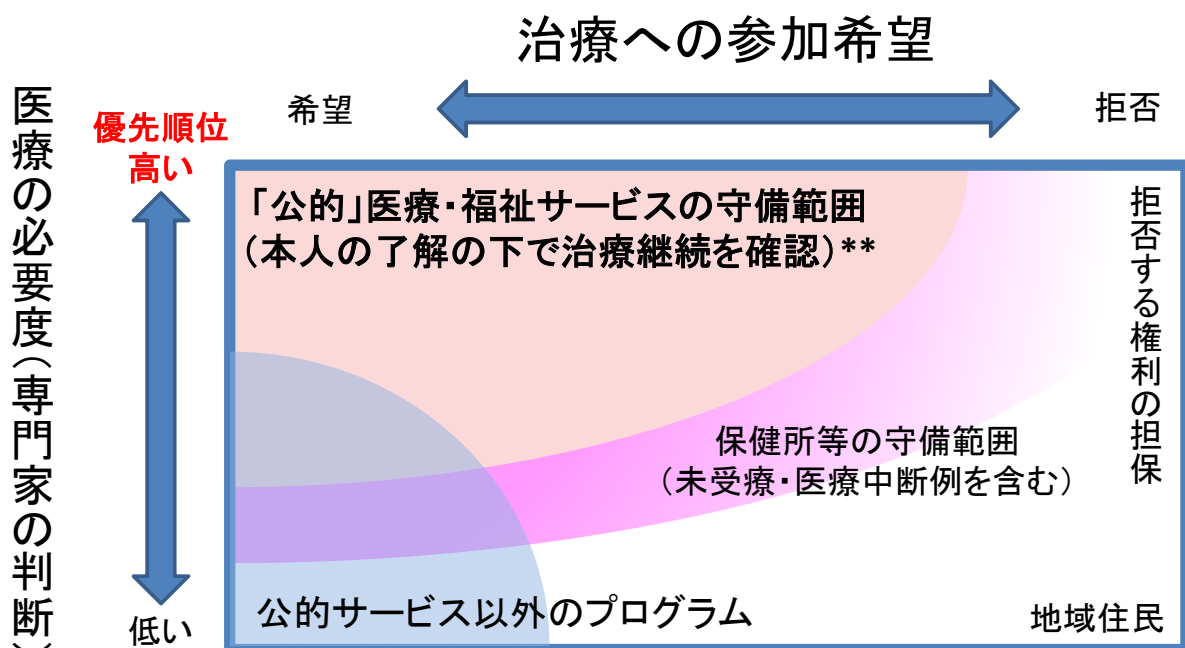 治療への参加希望
希望
拒否
医療の必要度(専門家の判断)
優先順位
高い
低い
「公的」医療・福祉サービスの守備範囲
(本人の了解の下で治療継続を確認)**
拒否する権利の担保
保健所等の守備範囲
(未受療・医療中断例を含む)
公的サービス以外のプログラム
地域住民